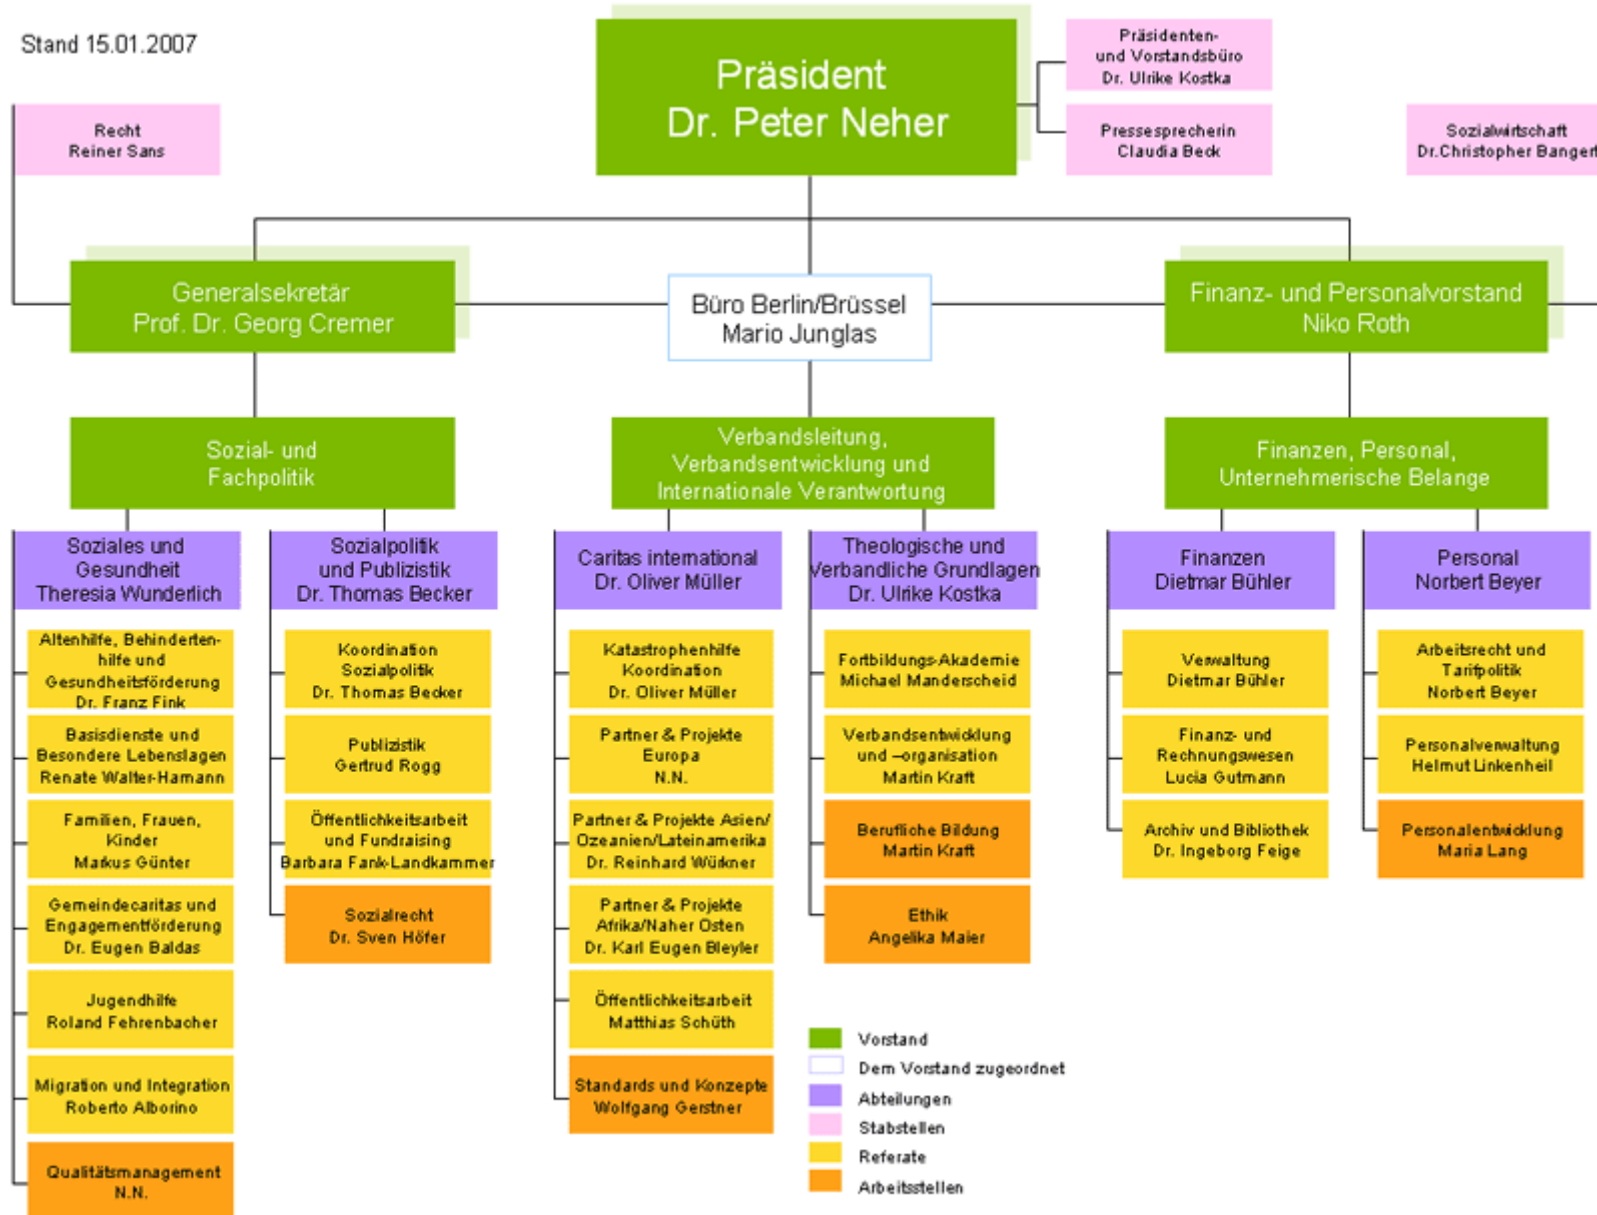 Stand 15.01.2007
Präsident
Dr. Peter Neher
Präsidenten-
und Vorstandsbüro
Dr. Ulrike Kostka
Pressesprecherin
Claudia Beck
Recht
Reiner Sans
Sozialwirtschaft
Dr.Christopher Bangert
Generalsekretär
Prof. Dr. Georg Cremer
Büro Berlin/Brüssel
Mario Junglas
Finanz- und Personalvorstand
Niko Roth
Sozial- und
Fachpolitik
Verbandsleitung,
Verbandsentwicklung und
Internationale Verantwortung
Finanzen, Personal,
Unternehmerische Belange
Soziales und
Gesundheit
Theresia Wunderlich
Altenhilfe, Behinderten-
hilfe und
Gesundheitsförderung
Dr. Franz Fink
Basisdienste und
Besondere Lebenslagen
Renate Walter-Hamann
Familien, Frauen,
Kinder
Markus Günter
Gemeindecaritas und
Engagementförderung
Dr. Eugen Baldas
Jugendhilfe
Roland Fehrenbacher
Migration und Integration
Roberto Alborino
Qualitätsmanagement
N.N.
Sozialpolitik
und Publizistik
Dr. Thomas Becker
Koordination
Sozialpolitik
Dr. Thomas Becker
Publizistik
Gertrud Rogg
Öffentlichkeitsarbeit
und Fundraising
Barbara Fank-Landkammer
Sozialrecht
Dr. Sven Höfer
Caritas international
Dr. Oliver Müller
Katastrophenhilfe
Koordination
Dr. Oliver Müller
Partner & Projekte
Europa
N.N.
Partner & Projekte Asien/
Ozeanien/Lateinamerika
Dr. Reinhard Würkner
Partner & Projekte
Afrika/Naher Osten
Dr. Karl Eugen Bleyler
Öffentlichkeitsarbeit
Matthias Schüth
Standards und Konzepte
Wolfgang Gerstner
Theologische und
Verbandliche Grundlagen
Dr. Ulrike Kostka
Fortbildungs-Akademie
Michael Manderscheid
Verbandsentwicklung
und –organisation
Martin Kraft
Berufliche Bildung
Martin Kraft
Ethik
Angelika Maier
Finanzen
Dietmar Bühler
Verwaltung
Dietmar Bühler
Finanz- und
Rechnungswesen
Lucia Gutmann
Archiv und Bibliothek
Dr. Ingeborg Feige
Personal
Norbert Beyer
Arbeitsrecht und
Tarifpolitik
Norbert Beyer
Personalverwaltung
Helmut Linkenheil
Personalentwicklung
Maria Lang
Vorstand
Dem Vorstand zugeordnet
Abteilungen
Stabstellen
Referate
Arbeitsstellen